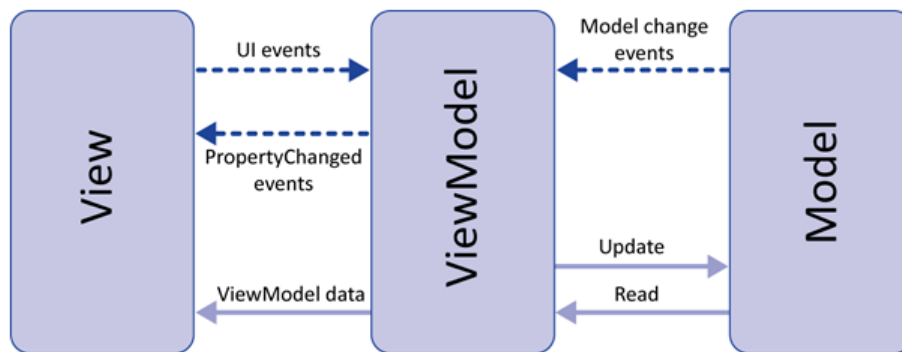 View
UI events
PropertyChanged
events
ViewModel data
ViewModel
Model change
events
Update
Read
Model